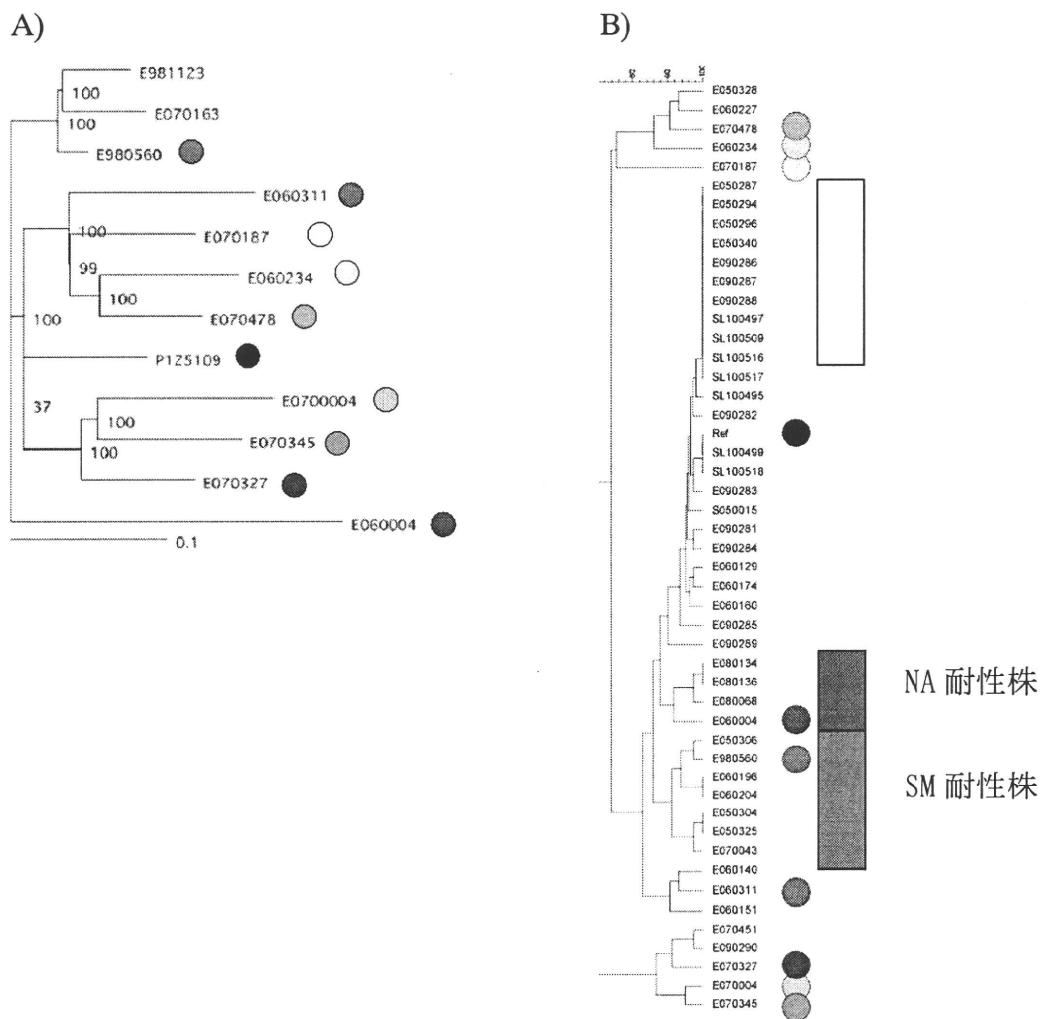 A)
E981123
100
E070163
100
E980560
E060311
100
E070187
99
E060234
100
E070478
100
P125109
37
E0700004
100
E070345
100
E070327
E060004
0.1
B)
100
E050328
E060227
E070478
E060234
E070187
E050287
E050294
E050296
E050340
E090286
E090287
E090288
SL100497
SL100509
SL100516
SL100517
SL100495
E090282
Ref
SL100499
SL100518
E090283
S050015
E090281
E090284
E060129
E060174
E060160
E090285
E090289
E080134
E080136
E080068
E060004
E050306
E980560
E060196
E060204
E050304
E050325
E070043
E060140
E060311
E060151
E070451
E090290
E070327
E070004
E070345
NA 耐性株
SM 耐性株